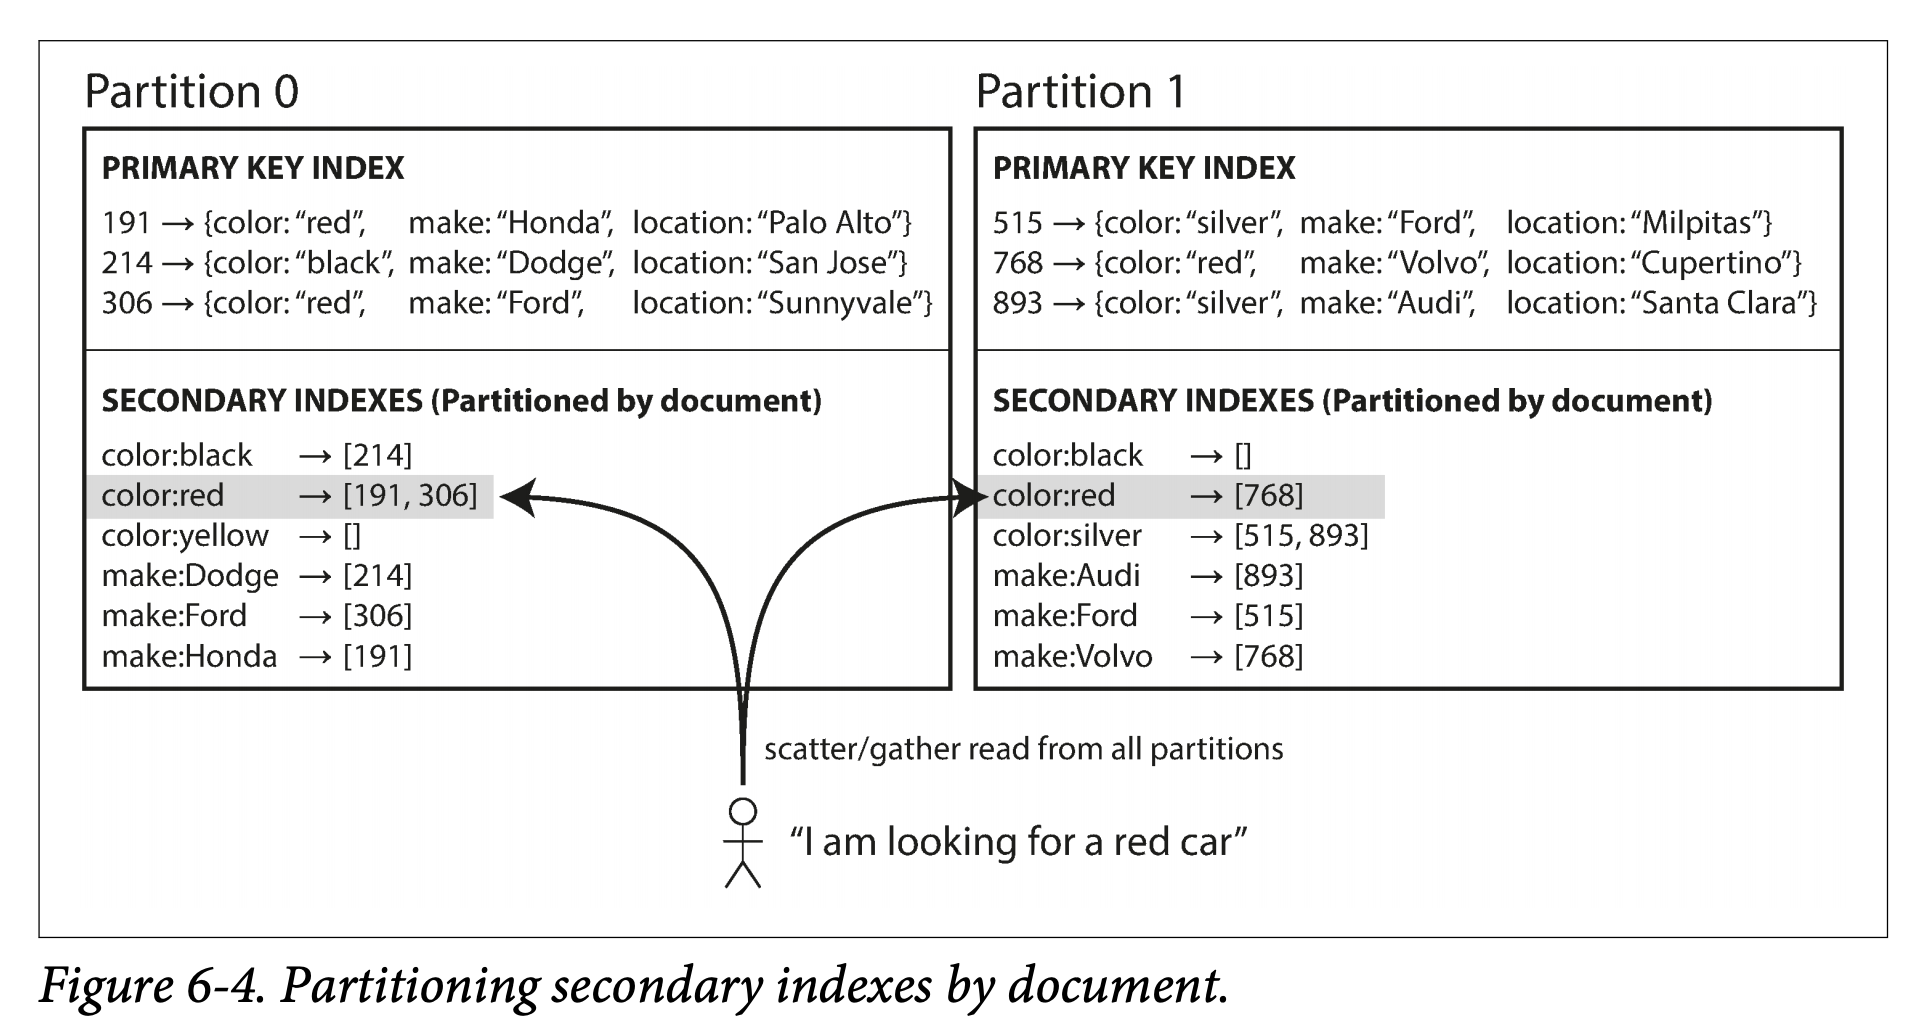 Partition 0
PRIMARY KEY INDEX
191 → {color: “red”, make: “Honda”, location: “Palo Alto”}
214 → {color: “black”, make: “Dodge”, location: “San Jose”}
306 → {color: “red”, make: “Ford”, location: “Sunnyvale”}
SECONDARY INDEXES (Partitioned by document)
color:black → [214]
color:red → [191, 306]
color:yellow → []
make:Dodge → [214]
make:Ford → [306]
make:Honda → [191]
Partition 1
PRIMARY KEY INDEX
515 → {color: “silver”, make: “Ford”, location: “Milpitas”}
768 → {color: “red”, make: “Volvo”, location: “Cupertino”}
893 → {color: “silver”, make: “Audi”, location: “Santa Clara”}
SECONDARY INDEXES (Partitioned by document)
color:black → []
color:red → [768]
color:silver → [515, 893]
make:Audi → [893]
make:Ford → [515]
make:Volvo → [768]
scatter/gather read from all partitions
“I am looking for a red car”
Figure 6-4. Partitioning secondary indexes by document.